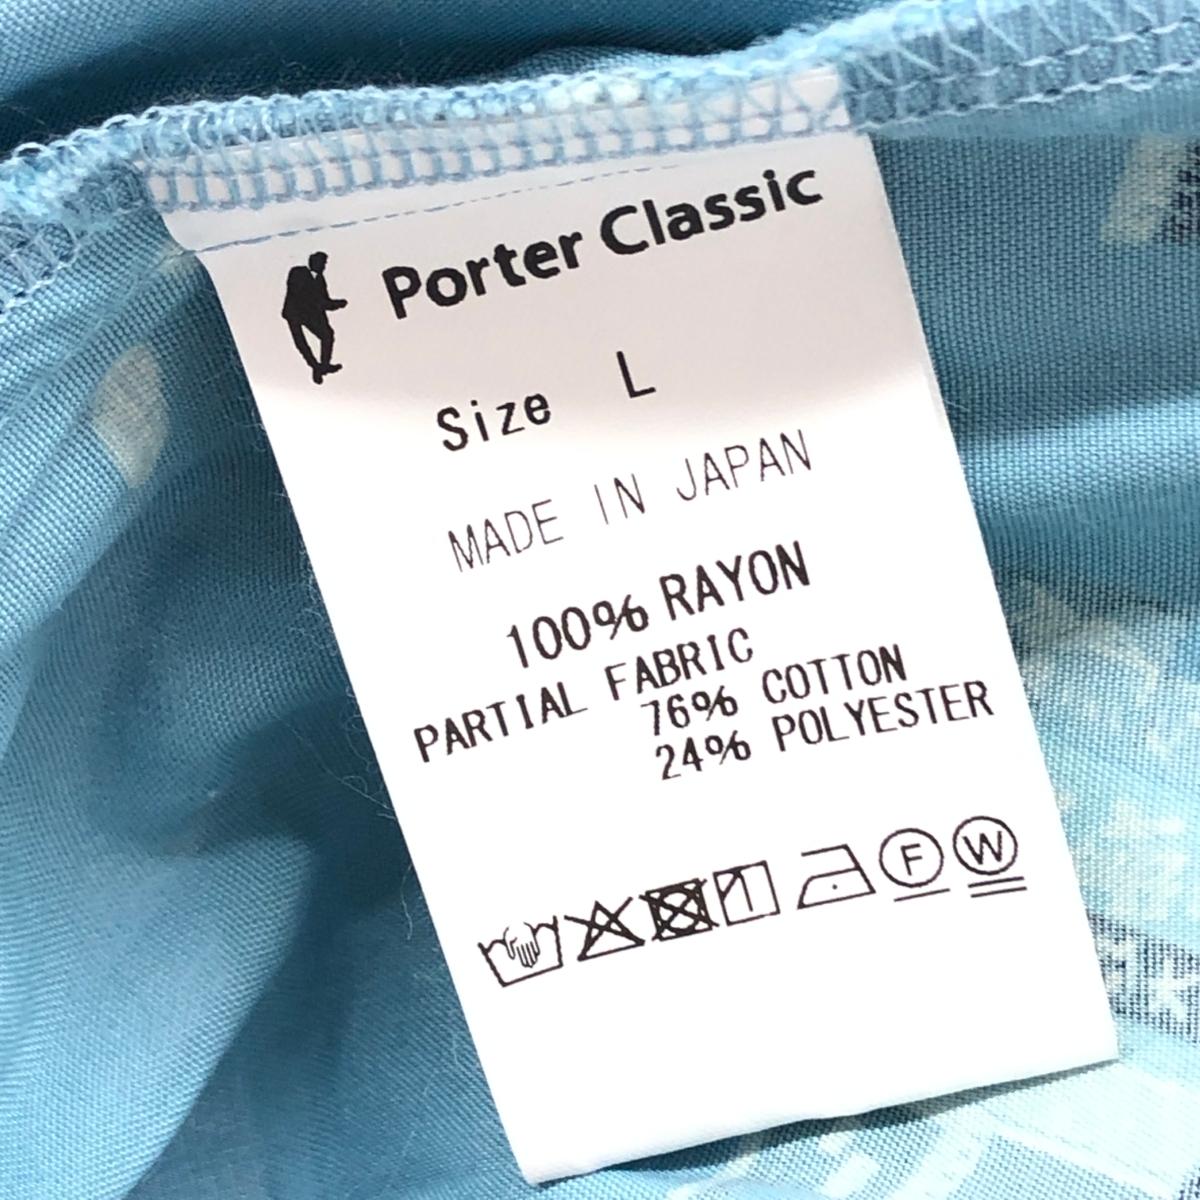 Porter Classic
Size L
MADE IN JAPAN
100% RAYON
PARTIAL FABRIC
76% COTTON
24% POLYESTER
F W